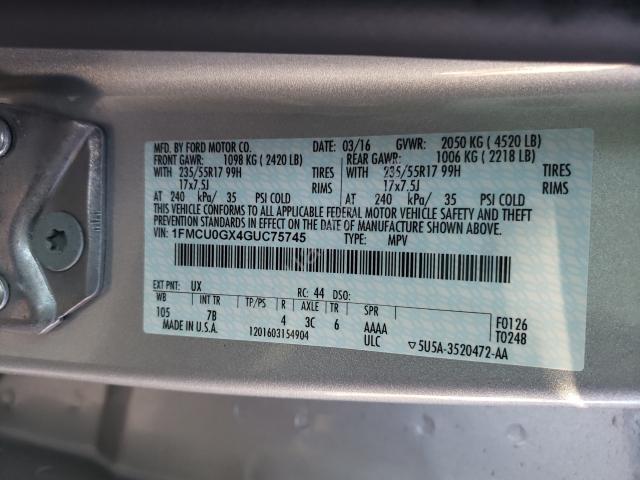 MFD. BY FORD MOTOR CO. DATE: 03/16 GVWR: 2050 KG ( 4520 LB)
FRONT GAWR: 1098 KG ( 2420 LB) REAR GAWR: 1006 KG ( 2218 LB)
WITH 235/55R17 99H TIRES WITH 235/55R17 99H TIRES
17x7.5J RIMS 17x7.5J RIMS
AT 240 kPa/ 35 PSI COLD AT 240 kPa/ 35 PSI COLD
THIS VEHICLE CONFORMS TO ALL APPLICABLE FEDERAL MOTOR VEHICLE SAFETY AND THEFT
PREVENTION STANDARDS IN EFFECT ON THE DATE OF MANUFACTURE SHOWN ABOVE.
VIN: 1FMCU0GX4GUC75745 TYPE: MPV
EXT PNT: UX RC: 44 DSO:
WB INT TR TP/PS R AXLE TR SPR F0126
105 7B 4 3C 6 AAAA T0248
MADE IN U.S.A. 1201603154904 ULC ▽5U5A-3520472-AA